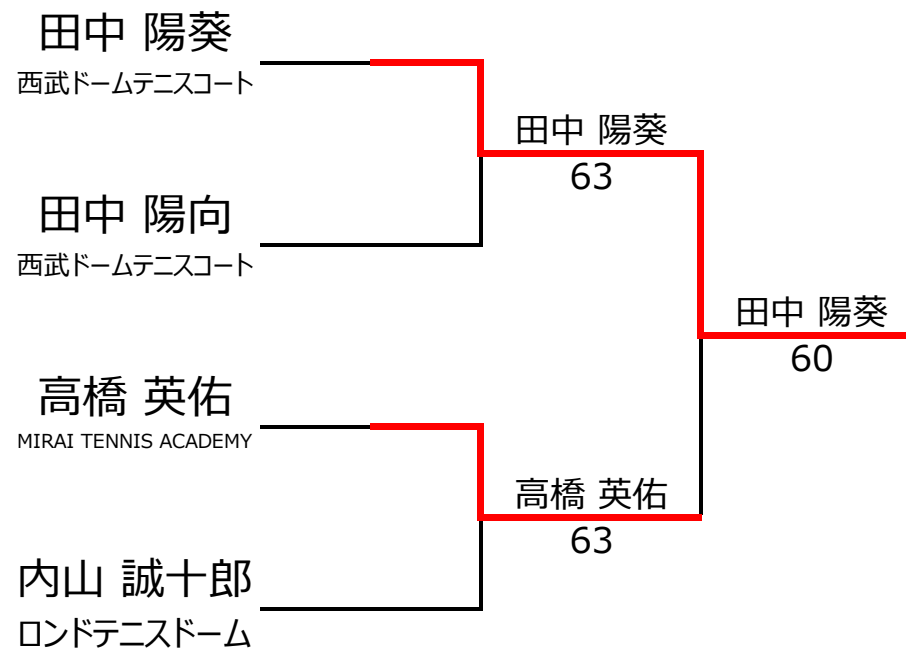 田中 陽葵
西武ドームテニスコート
田中 陽葵
63
田中 陽向
西武ドームテニスコート
田中 陽葵
60
高橋 英佑
MIRAI TENNIS ACADEMY
高橋 英佑
63
内山 誠十郎
ロンドテニスドーム